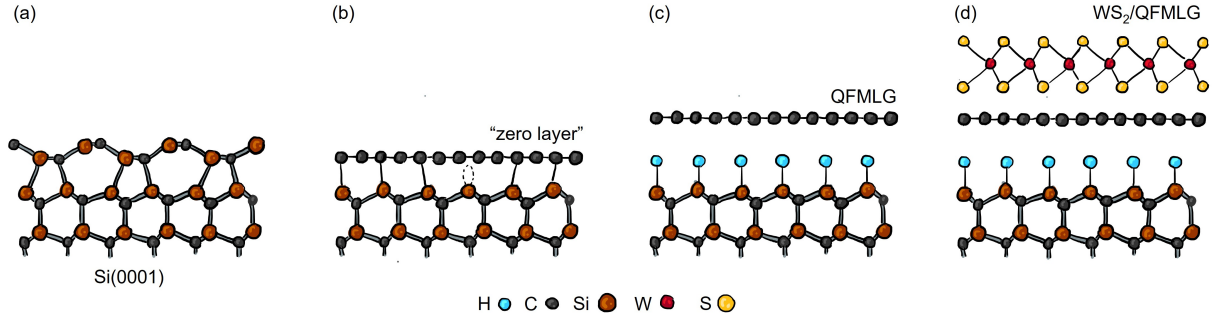 (a)
(b)
(c)
(d)
WS₂/QFMLG
QFMLG
“zero layer”
Si(0001)
H C Si W S